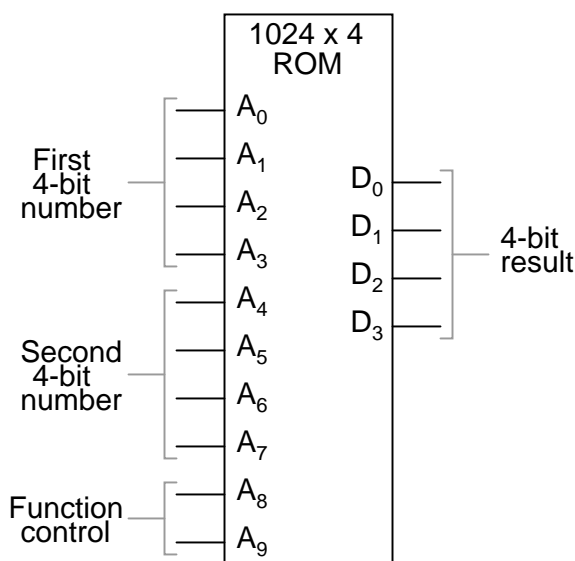 1024 x 4
ROM
First
4-bit
number
A0
A1
A2
A3
Second
4-bit
number
A4
A5
A6
A7
Function
control
A8
A9
D0
D1
D2
D3
4-bit
result